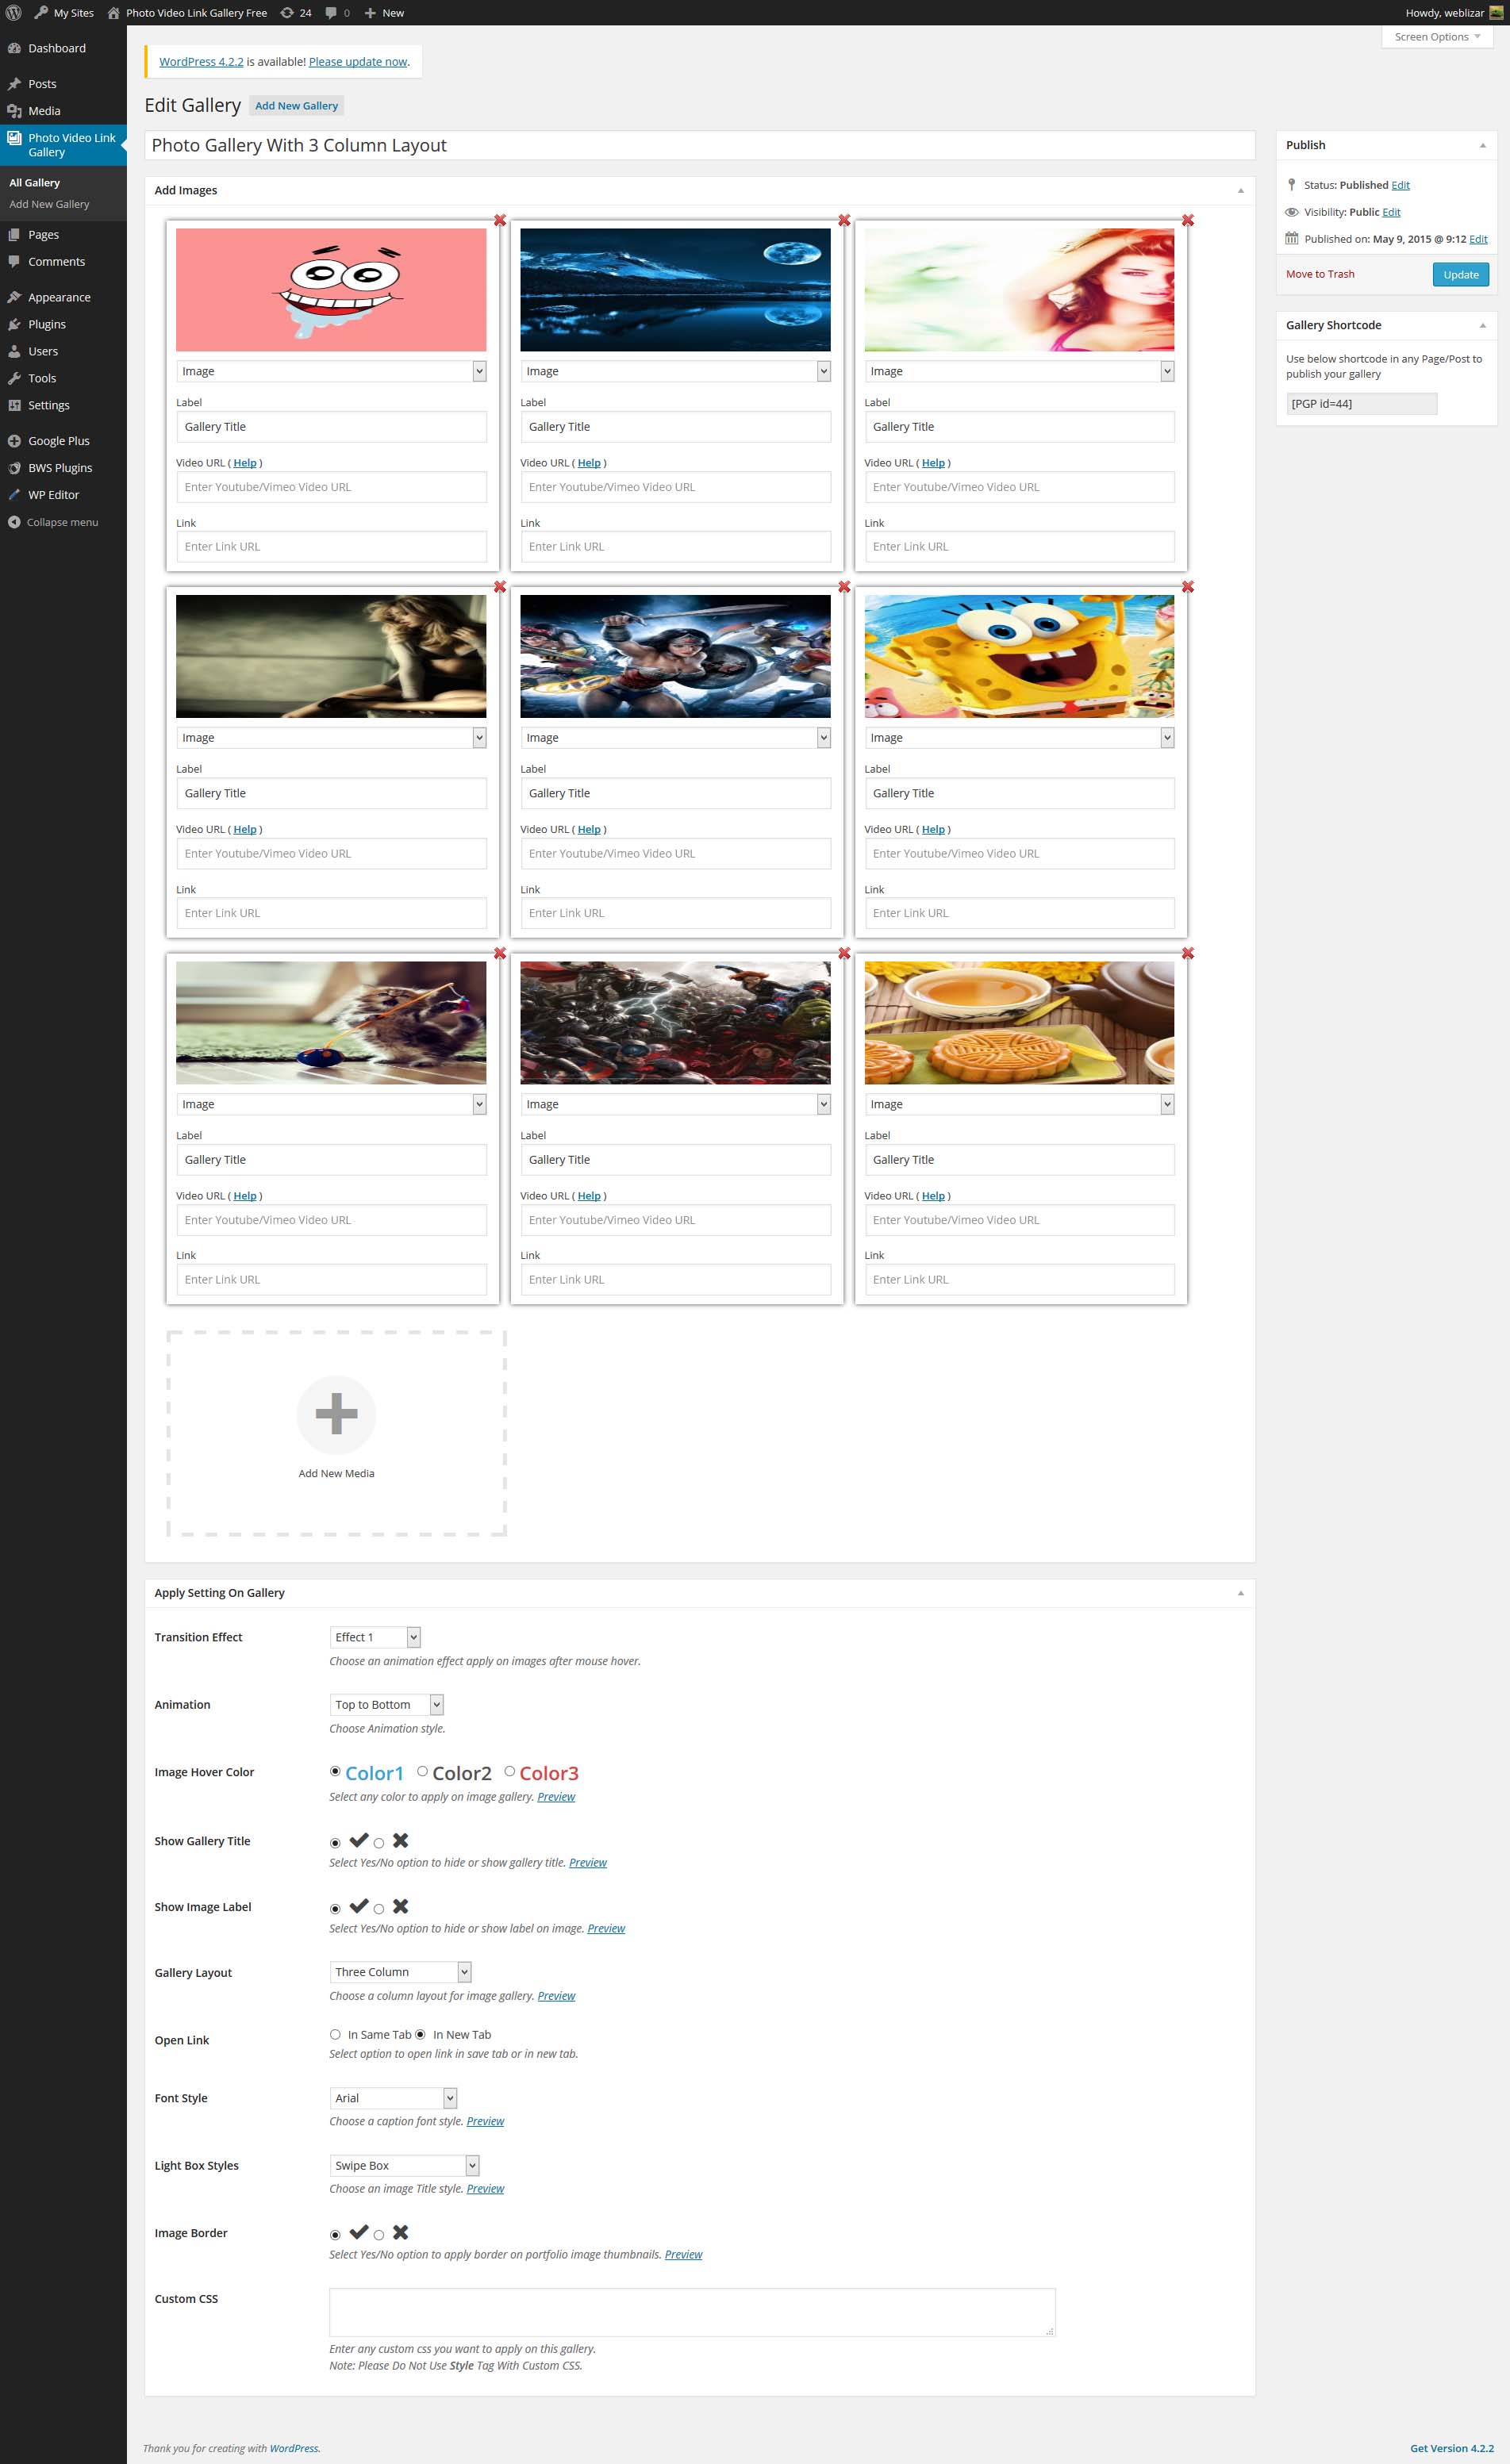 My Sites Photo Video Link Gallery Free 24 0 New Howdy, weblizar
Screen Options
Dashboard
Posts
Media
Photo Video Link
Gallery
All Gallery
Add New Gallery
Pages
Comments
Appearance
Plugins
Users
Tools
Settings
Google Plus
BWS Plugins
WP Editor
Collapse menu
WordPress 4.2.2 is available! Please update now.
Edit Gallery Add New Gallery
Photo Gallery With 3 Column Layout
Add Images
Image Image Image
Label Label Label
Gallery Title Gallery Title Gallery Title
Video URL ( Help ) Video URL ( Help ) Video URL ( Help )
Enter Youtube/Vimeo Video URL Enter Youtube/Vimeo Video URL Enter Youtube/Vimeo Video URL
Link Link Link
Enter Link URL Enter Link URL Enter Link URL
Image Image Image
Label Label Label
Gallery Title Gallery Title Gallery Title
Video URL ( Help ) Video URL ( Help ) Video URL ( Help )
Enter Youtube/Vimeo Video URL Enter Youtube/Vimeo Video URL Enter Youtube/Vimeo Video URL
Link Link Link
Enter Link URL Enter Link URL Enter Link URL
Image Image Image
Label Label Label
Gallery Title Gallery Title Gallery Title
Video URL ( Help ) Video URL ( Help ) Video URL ( Help )
Enter Youtube/Vimeo Video URL Enter Youtube/Vimeo Video URL Enter Youtube/Vimeo Video URL
Link Link Link
Enter Link URL Enter Link URL Enter Link URL
Add New Media
Apply Setting On Gallery
Transition Effect Effect 1
Choose an animation effect apply on images after mouse hover.
Animation Top to Bottom
Choose Animation style.
Image Hover Color Color1 Color2 Color3
Select any color to apply on image gallery. Preview
Show Gallery Title
Select Yes/No option to hide or show gallery title. Preview
Show Image Label
Select Yes/No option to hide or show label on image. Preview
Gallery Layout Three Column
Choose a column layout for image gallery. Preview
Open Link In Same Tab In New Tab
Select option to open link in save tab or in new tab.
Font Style Arial
Choose a caption font style. Preview
Light Box Styles Swipe Box
Choose an image Title style. Preview
Image Border
Select Yes/No option to apply border on portfolio image thumbnails. Preview
Custom CSS
Enter any custom css you want to apply on this gallery.
Note: Please Do Not Use Style Tag With Custom CSS.
Publish
Status: Published Edit
Visibility: Public Edit
Published on: May 9, 2015 @ 9:12 Edit
Move to Trash Update
Gallery Shortcode
Use below shortcode in any Page/Post to
publish your gallery
[PGP id=44]
Thank you for creating with WordPress. Get Version 4.2.2